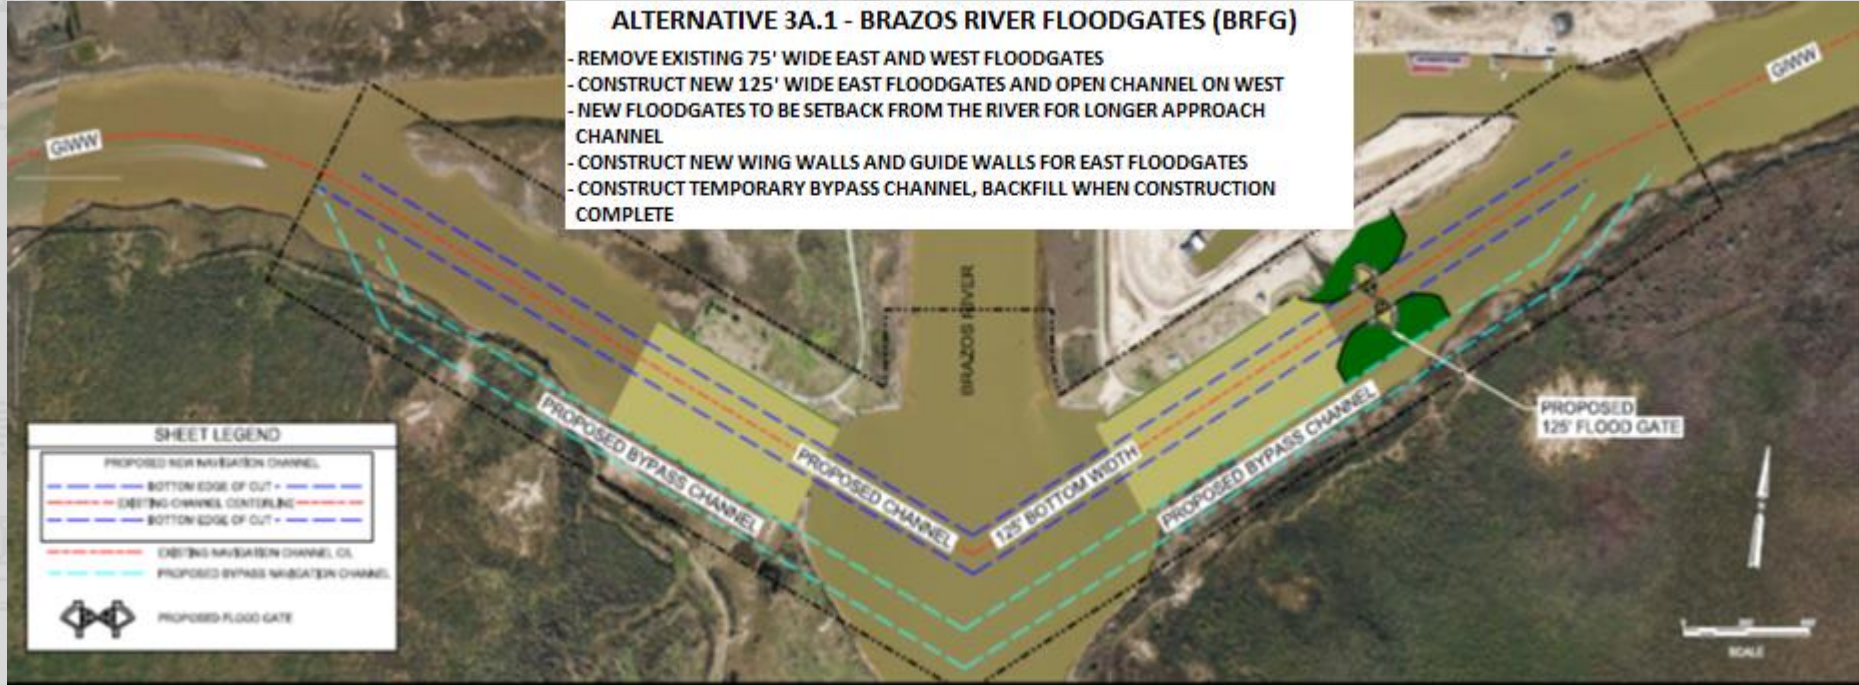 ALTERNATIVE 3A.1 - BRAZOS RIVER FLOODGATES (BRFG)
- REMOVE EXISTING 75' WIDE EAST AND WEST FLOODGATES
- CONSTRUCT NEW 125' WIDE EAST FLOODGATES AND OPEN CHANNEL ON WEST
- NEW FLOODGATES TO BE SETBACK FROM THE RIVER FOR LONGER APPROACH
CHANNEL
- CONSTRUCT NEW WING WALLS AND GUIDE WALLS FOR EAST FLOODGATES
- CONSTRUCT TEMPORARY BYPASS CHANNEL, BACKFILL WHEN CONSTRUCTION
COMPLETE
GIWW
GIWW
BRAZOS RIVER
PROPOSED BYPASS CHANNEL
PROPOSED CHANNEL
125' BOTTOM WIDTH
PROPOSED BYPASS CHANNEL
PROPOSED
125' FLOOD GATE
SHEET LEGEND
PROPOSED NEW NAVIGATION CHANNEL
BOTTOM EDGE OF CUT
EXISTING CHANNEL CENTERLINE
BOTTOM EDGE OF CUT
EXISTING NAVIGATION CHANNEL C/L
PROPOSED BYPASS NAVIGATION CHANNEL
PROPOSED FLOOD GATE
SCALE